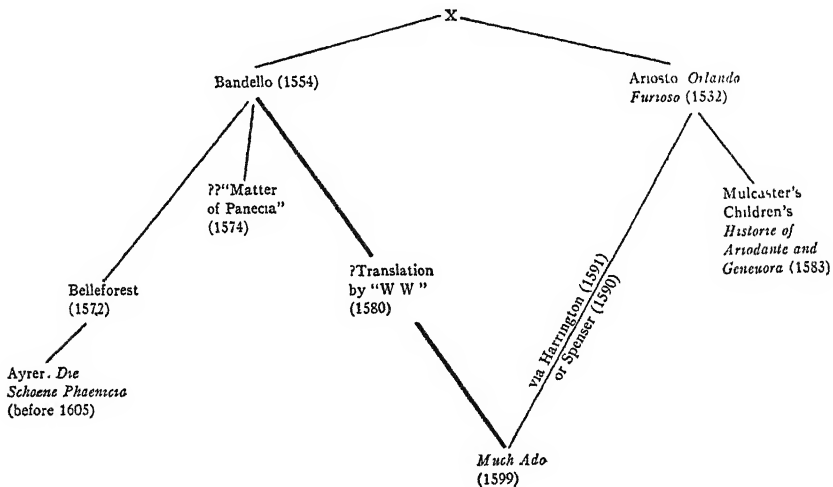 X
Bandello (1554)
Ariosto Orlando
Furioso (1532)
??“Matter
of Panecia”
(1574)
Mulcaster's
Children's
Historie of
Ariodante and
Geneuora (1583)
?Translation
by “W W ”
(1580)
Belleforest
(1572)
via Harrington (1591)
or Spenser (1590)
Ayrer. Die
Schoene Phaenicia
(before 1605)
Much Ado
(1599)